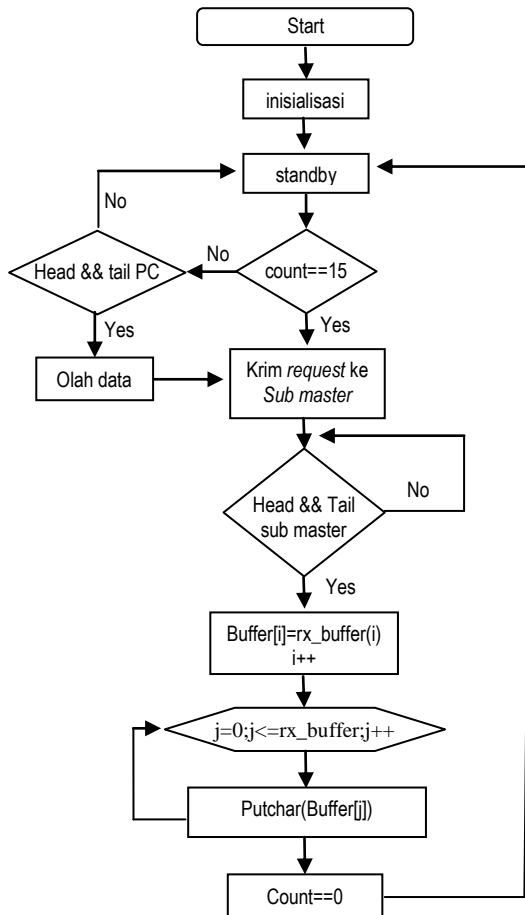 Start
inisialisasi
standby
No
No
Head && tail PC
count==15
Yes
Yes
Olah data
Krim request ke
Sub master
Head && Tail
sub master
No
Yes
Buffer[i]=rx_buffer(i)
i++
j=0;j<=rx_buffer;j++
Putchar(Buffer[j])
Count==0